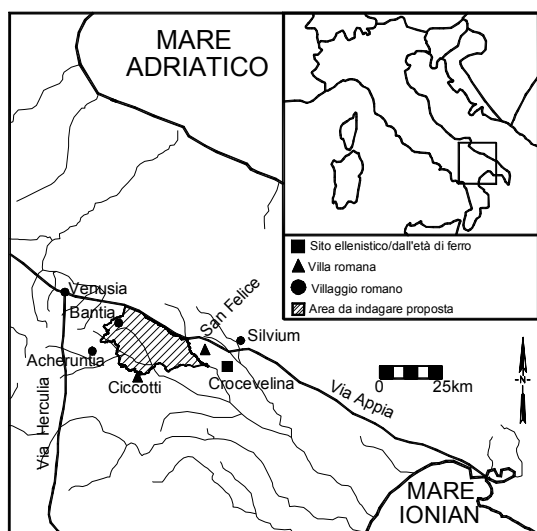 MARE
ADRIATICO
Sito ellenistico/dall'età di ferro
Villa romana
Villaggio romano
Area da indagare proposta
Venusia
Bantia
San Felice
Silvium
Acheruntia
Ciccotti
Crocevelina
0 25km
N
Via Herculia
Via Appia
MARE
IONIAN